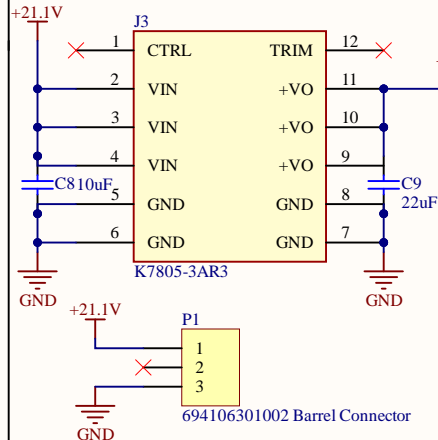 +21.1V
J3
1 CTRL TRIM 12
2 VIN +VO 11
3 VIN +VO 10
4 VIN +VO 9
C8 10uF C9
5 GND GND 8
22uF
6 GND GND 7
K7805-3AR3
GND GND
+21.1V
P1
1
2
3
694106301002 Barrel Connector
GND